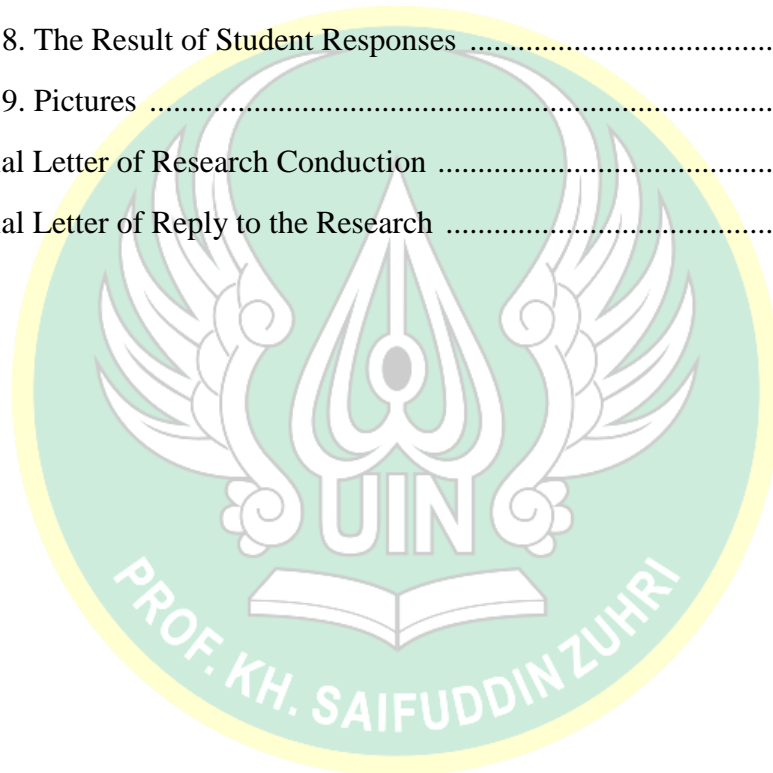 8. The Result of Student Responses ........................................
9. Pictures ................................................................................
al Letter of Research Conduction ...........................................
al Letter of Reply to the Research ..........................................
UIN
PROF. KH. SAIFUDDIN ZUHRI